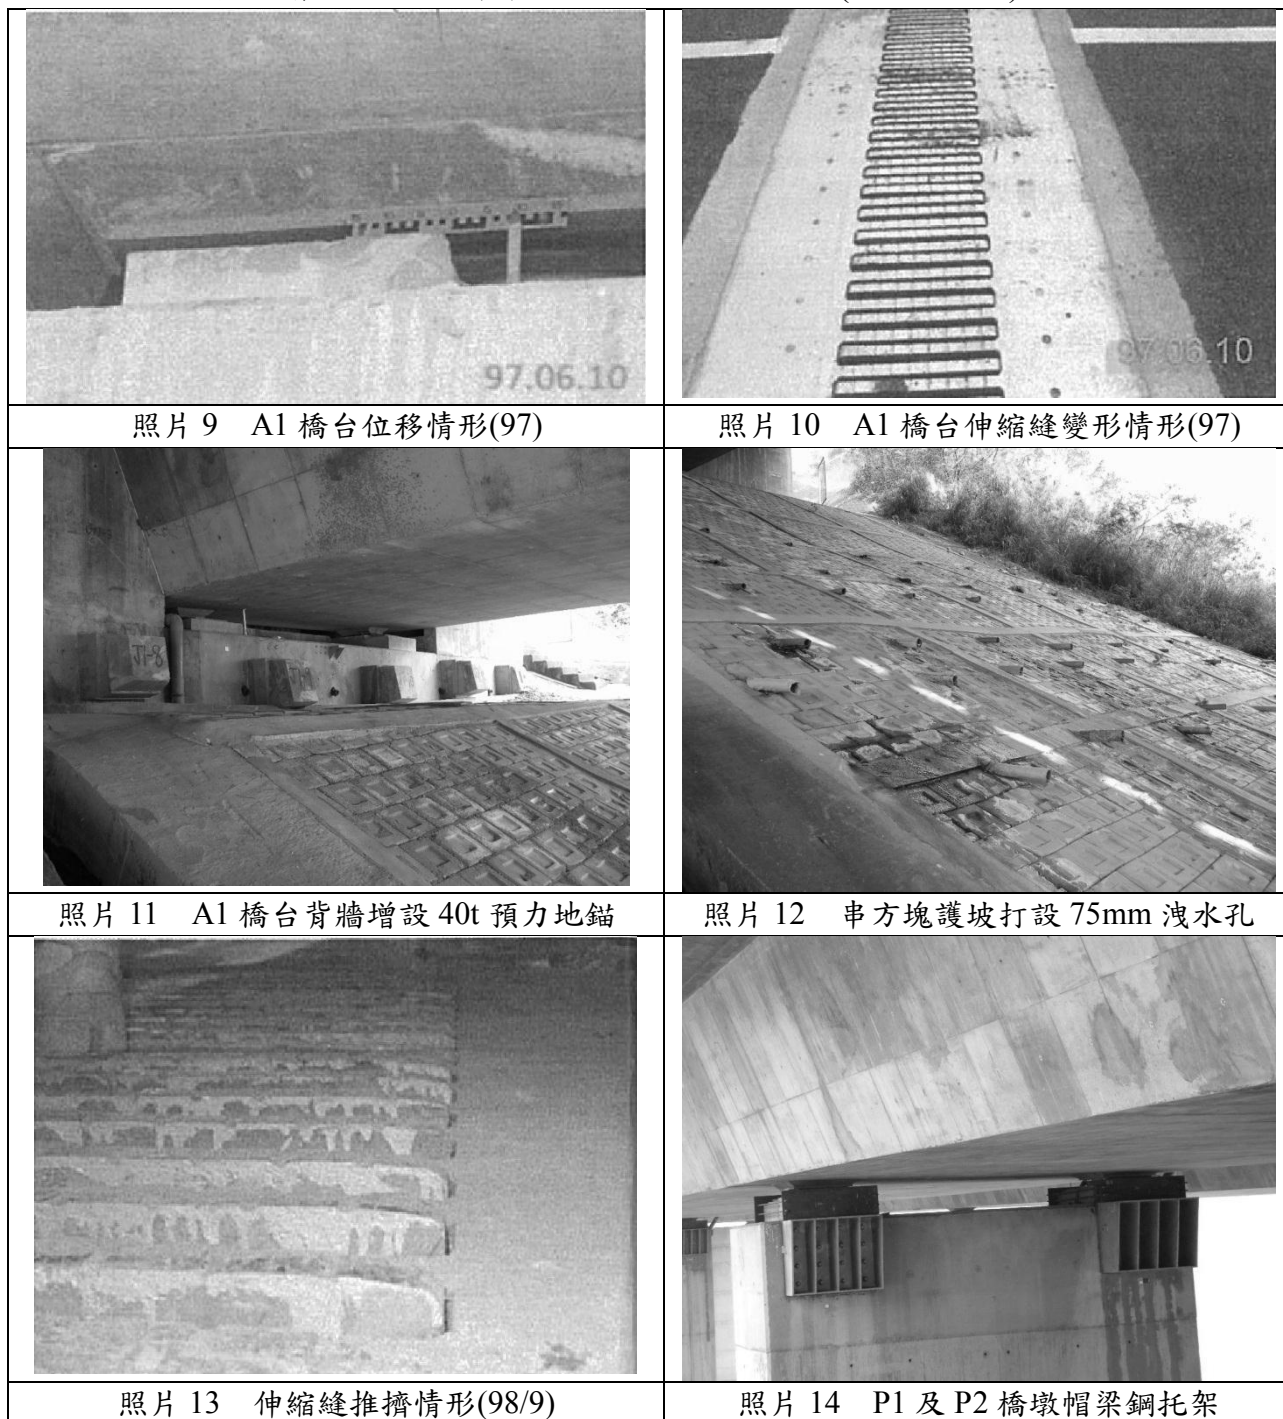 97.06.10
97.06.10
照片 9 A1 橋台位移情形(97)
照片 10 A1 橋台伸縮縫變形情形(97)
J1-8
照片 11 A1 橋台背牆增設 40t 預力地錨
照片 12 串方塊護坡打設 75mm 洩水孔
照片 13 伸縮縫推擠情形(98/9)
照片 14 P1 及 P2 橋墩帽梁鋼托架